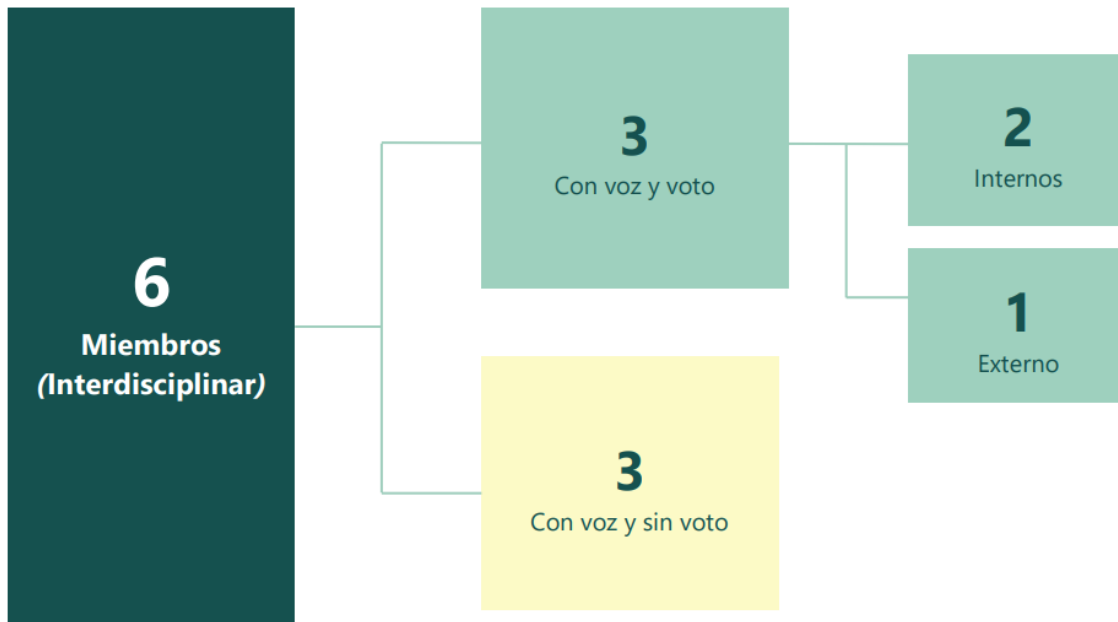 6
Miembros
(Interdisciplinar)
3
Con voz y voto
2
Internos
1
Externo
3
Con voz y sin voto